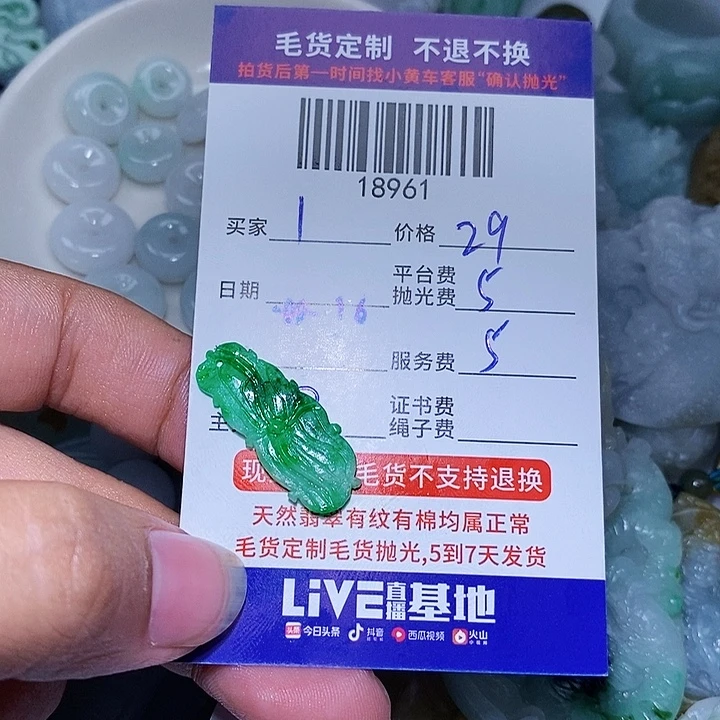 毛货定制 不退不换
拍货后第一时间找小黄车客服“确认抛光”
18961
买家 1 价格 29
日期 16 平台费
抛光费 5
服务费 5
主 证书费
绳子费
现 毛货不支持退换
天然翡翠有纹有棉均属正常
毛货定制毛货抛光,5到7天发货
LiVE直播基地
头条 今日头条 抖音 西瓜视频 火山